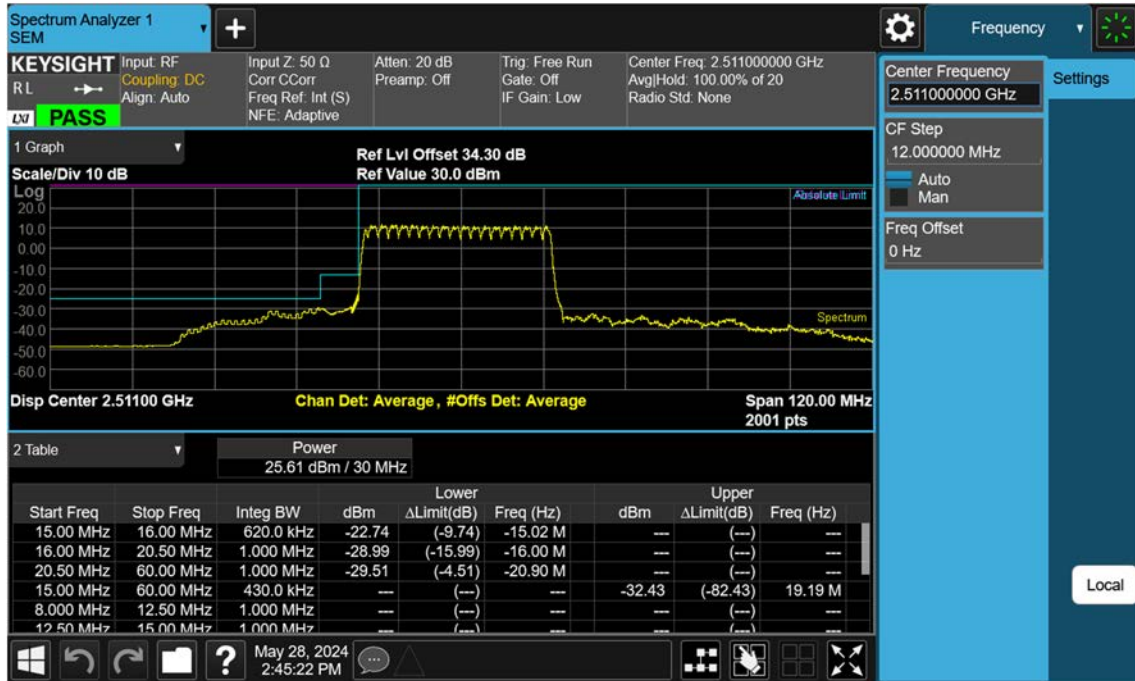 Spectrum Analyzer 1
SEM
Frequency
KEYSIGHT
R L
LXI PASS
Input: RF
Coupling: DC
Align: Auto
Input Z: 50 Ω
Corr CCorr
Freq Ref: Int (S)
NFE: Adaptive
Atten: 20 dB
Preamp: Off
Trig: Free Run
Gate: Off
IF Gain: Low
Center Freq: 2.511000000 GHz
Avg|Hold: 100.00% of 20
Radio Std: None
Center Frequency
2.511000000 GHz
Settings
CF Step
12.000000 MHz
Auto
Man
Freq Offset
0 Hz
Local
1 Graph
Scale/Div 10 dB
Ref Lvl Offset 34.30 dB
Ref Value 30.0 dBm
Log
Absolute Limit
20.0
10.0
0.00
-10.0
-20.0
-30.0
-40.0
-50.0
-60.0
Spectrum
Disp Center 2.51100 GHz
Chan Det: Average, #Offs Det: Average
Span 120.00 MHz
2001 pts
2 Table
Power
25.61 dBm / 30 MHz
Lower Upper
Start Freq Stop Freq Integ BW dBm ΔLimit(dB) Freq (Hz) dBm ΔLimit(dB) Freq (Hz)
15.00 MHz 16.00 MHz 620.0 kHz -22.74 (-9.74) -15.02 M --- (---) ---
16.00 MHz 20.50 MHz 1.000 MHz -28.99 (-15.99) -16.00 M --- (---) ---
20.50 MHz 60.00 MHz 1.000 MHz -29.51 (-4.51) -20.90 M --- (---) ---
15.00 MHz 60.00 MHz 430.0 kHz --- (---) --- -32.43 (-82.43) 19.19 M
8.000 MHz 12.50 MHz 1.000 MHz --- (---) --- --- (---) ---
12.50 MHz 15.00 MHz 1.000 MHz --- (---) --- --- (---) ---
May 28, 2024
2:45:22 PM